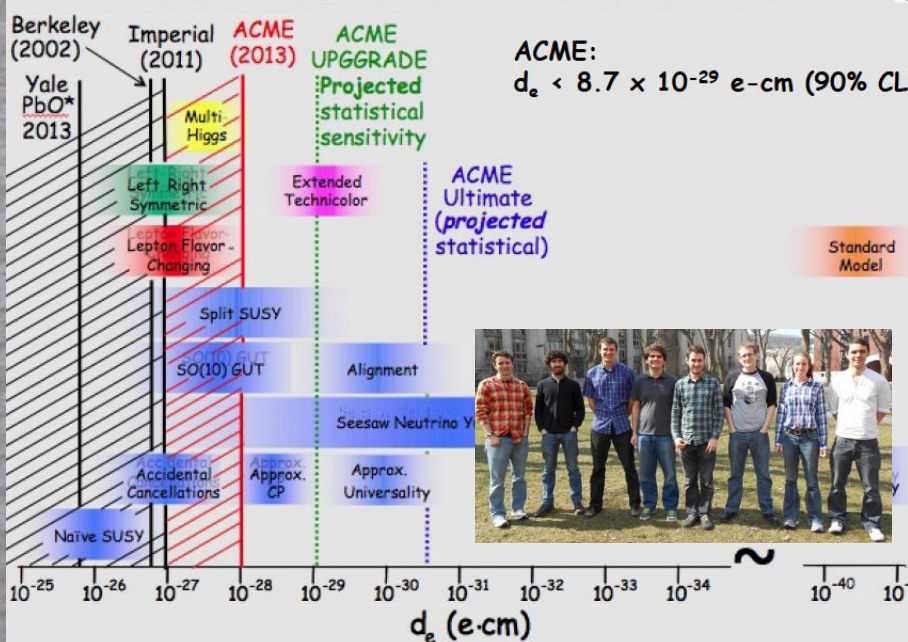 Berkeley
(2002)
Imperial
(2011)
ACME
(2013)
ACME
UPGGRADE
Projected
statistical
sensitivity
ACME:
dₑ < 8.7 x 10⁻²⁹ e-cm (90% CL
Yale
PbO*
2013
Multi-
Higgs
Left-Right
Symmetric
Extended
Technicolor
ACME
Ultimate
(projected
statistical)
Lepton Flavor-
Changing
Standard
Model
Split SUSY
SO(10) GUT
Alignment
Seesaw Neutrino
Accidental
Cancellations
Approx.
CP
Approx.
Universality
Naïve SUSY
~
10⁻²⁵ 10⁻²⁶ 10⁻²⁷ 10⁻²⁸ 10⁻²⁹ 10⁻³⁰ 10⁻³¹ 10⁻³² 10⁻³³ 10⁻³⁴ 10⁻⁴⁰
dₑ (e·cm)